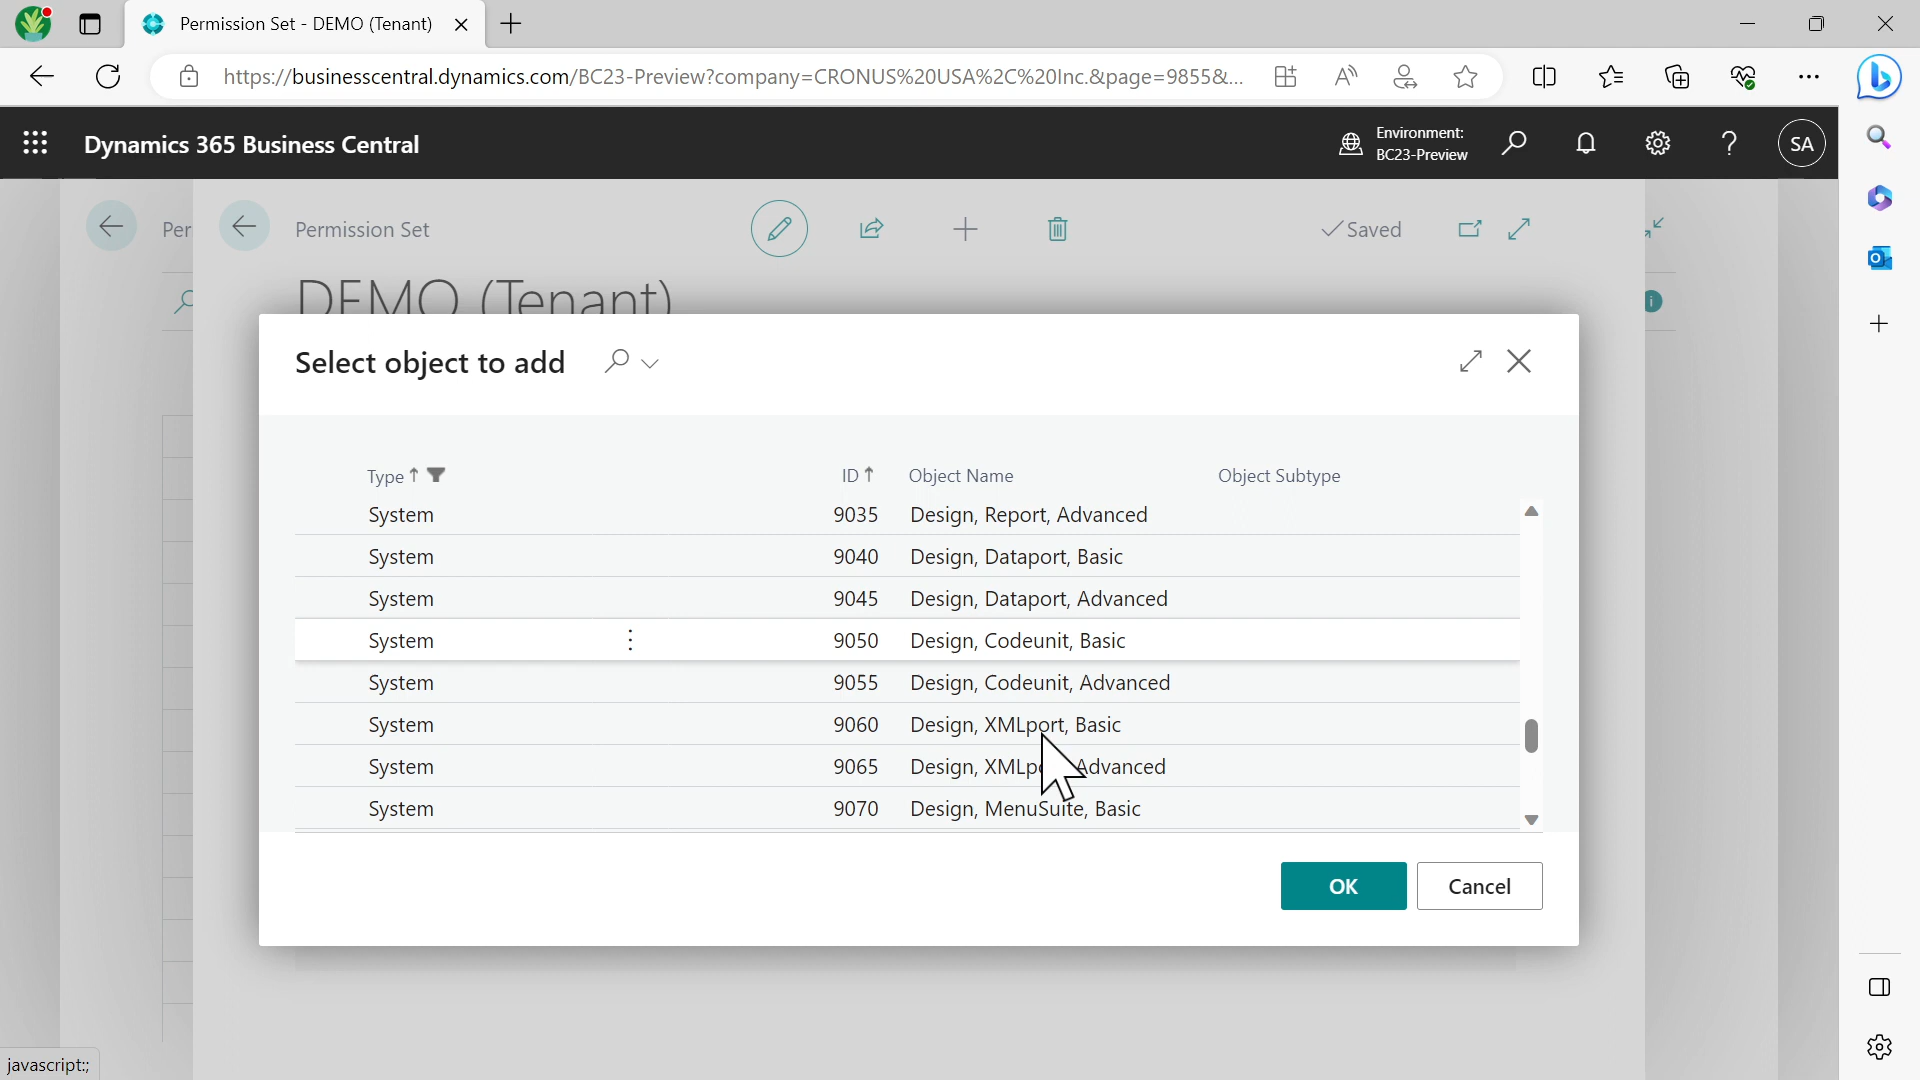 Permission Set - DEMO (Tenant)
https://businesscentral.dynamics.com/BC23-Preview?company=CRONUS%20USA%2C%20Inc.&page=9855&...
Dynamics 365 Business Central
Environment:
BC23-Preview
SA
Per
Permission Set
Saved
DEMO (Tenant)
Select object to add
Type ID Object Name Object Subtype
System 9035 Design, Report, Advanced
System 9040 Design, Dataport, Basic
System 9045 Design, Dataport, Advanced
System 9050 Design, Codeunit, Basic
System 9055 Design, Codeunit, Advanced
System 9060 Design, XMLport, Basic
System 9065 Design, XMLport, Advanced
System 9070 Design, MenuSuite, Basic
OK Cancel
javascript:;